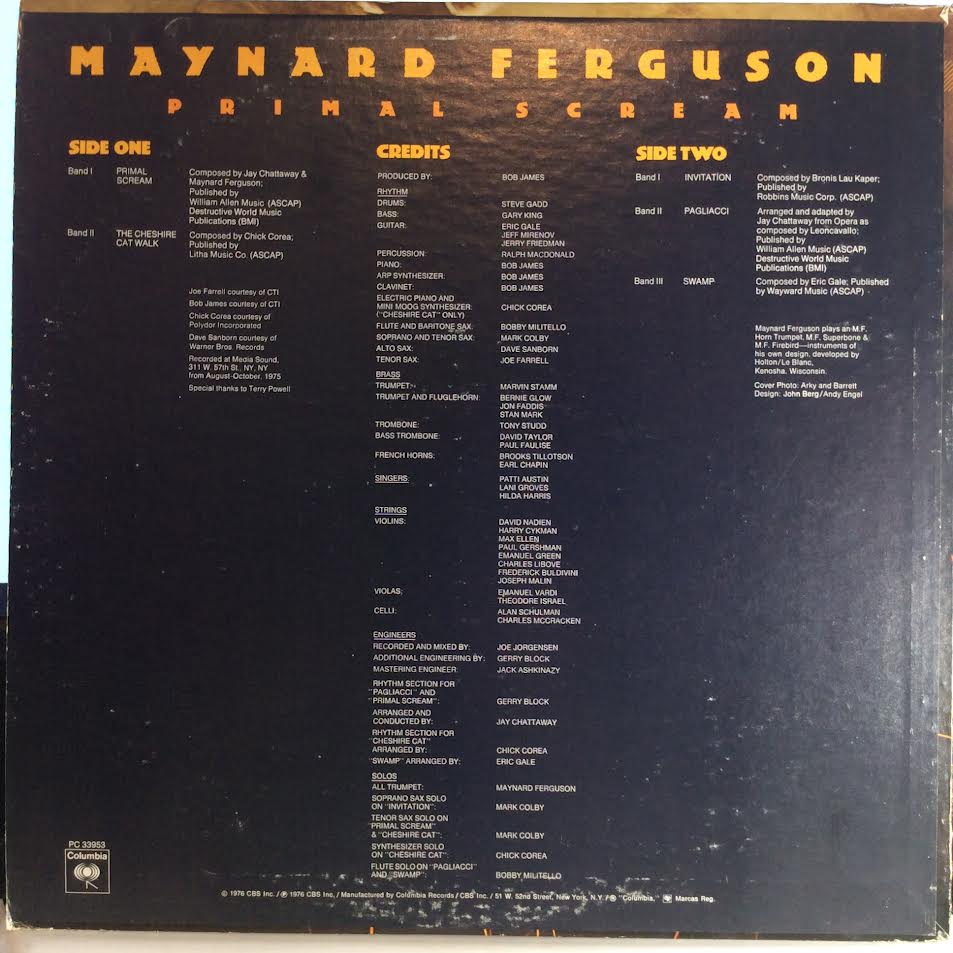 MAYNARD FERGUSON
PRIMAL SCREAM
SIDE ONE
Band I PRIMAL SCREAM
Composed by Jay Chattaway &
Maynard Ferguson;
Published by
William Allen Music (ASCAP)
Destructive World Music
Publications (BMI)
Band II THE CHESHIRE CAT WALK
Composed by Chick Corea;
Published by
Litha Music Co. (ASCAP)
Joe Farrell courtesy of CTI
Bob James courtesy of CTI
Chick Corea courtesy of
Polydor Incorporated
Dave Sanborn courtesy of
Warner Bros. Records
Recorded at Media Sound,
311 W. 57th St., NY, NY
from August-October, 1975
Special thanks to Terry Powell
CREDITS
PRODUCED BY: BOB JAMES
RHYTHM
DRUMS: STEVE GADD
BASS: GARY KING
GUITAR: ERIC GALE
JEFF MIRENOV
JERRY FRIEDMAN
PERCUSSION: RALPH MACDONALD
PIANO: BOB JAMES
ARP SYNTHESIZER: BOB JAMES
CLAVINET: BOB JAMES
ELECTRIC PIANO AND
MINI MOOG SYNTHESIZER: CHICK COREA
("CHESHIRE CAT" ONLY)
FLUTE AND BARITONE SAX: BOBBY MILITELLO
SOPRANO AND TENOR SAX: MARK COLBY
ALTO SAX: DAVE SANBORN
TENOR SAX: JOE FARRELL
BRASS
TRUMPET: MARVIN STAMM
TRUMPET AND FLUGLEHORN: BERNIE GLOW
JON FADDIS
STAN MARK
TROMBONE: TONY STUDD
BASS TROMBONE: DAVID TAYLOR
PAUL FAULISE
FRENCH HORNS: BROOKS TILLOTSON
EARL CHAPIN
SINGERS: PATTI AUSTIN
LANI GROVES
HILDA HARRIS
STRINGS
VIOLINS: DAVID NADIEN
HARRY CYKMAN
MAX ELLEN
PAUL GERSHMAN
EMANUEL GREEN
CHARLES LIBOVE
FREDERICK BULDIVINI
JOSEPH MALIN
VIOLAS: EMANUEL VARDI
THEODORE ISRAEL
CELLI: ALAN SCHULMAN
CHARLES MCCRACKEN
ENGINEERS
RECORDED AND MIXED BY: JOE JORGENSEN
ADDITIONAL ENGINEERING BY: GERRY BLOCK
MASTERING ENGINEER: JACK ASHKINAZY
RHYTHM SECTION FOR
"PAGLIACCI" AND
"PRIMAL SCREAM": GERRY BLOCK
ARRANGED AND
CONDUCTED BY: JAY CHATTAWAY
RHYTHM SECTION FOR
"CHESHIRE CAT"
ARRANGED BY: CHICK COREA
"SWAMP" ARRANGED BY: ERIC GALE
SOLOS
ALL TRUMPET: MAYNARD FERGUSON
SOPRANO SAX SOLO
ON "INVITATION": MARK COLBY
TENOR SAX SOLO ON
"PRIMAL SCREAM"
& "CHESHIRE CAT": MARK COLBY
SYNTHESIZER SOLO
ON "CHESHIRE CAT": CHICK COREA
FLUTE SOLO ON "PAGLIACCI"
AND "SWAMP": BOBBY MILITELLO
SIDE TWO
Band I INVITATION
Composed by Bronis Lau Kaper;
Published by
Robbins Music Corp. (ASCAP)
Band II PAGLIACCI
Arranged and adapted by
Jay Chattaway from Opera as
composed by Leoncavallo;
Published by
William Allen Music (ASCAP)
Destructive World Music
Publications (BMI)
Band III SWAMP
Composed by Eric Gale; Published
by Wayward Music (ASCAP)
Maynard Ferguson plays an M.F.
Horn Trumpet, M.F. Superbone &
M.F. Firebird—instruments of
his own design, developed by
Holton/Le Blanc,
Kenosha, Wisconsin.
Cover Photo: Arky and Barrett
Design: John Berg/Andy Engel
PC 33953
Columbia
© 1976 CBS Inc. / ℗ 1976 CBS Inc. / Manufactured by Columbia Records / CBS Inc. / 51 W. 52nd Street, New York, N.Y. / ® "Columbia," Marcas Reg.